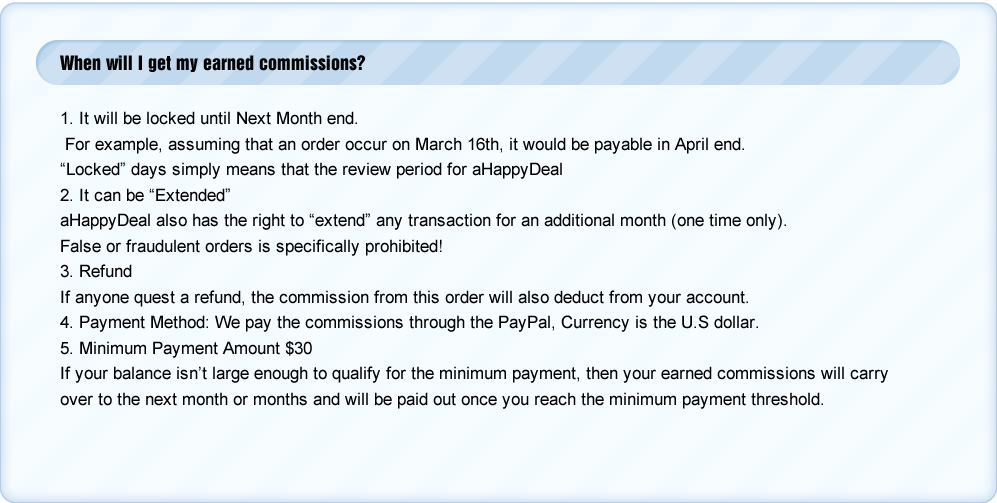 When will I get my earned commissions?
1. It will be locked until Next Month end.
For example, assuming that an order occur on March 16th, it would be payable in April end.
“Locked” days simply means that the review period for aHappyDeal
2. It can be “Extended”
aHappyDeal also has the right to “extend” any transaction for an additional month (one time only).
False or fraudulent orders is specifically prohibited!
3. Refund
If anyone quest a refund, the commission from this order will also deduct from your account.
4. Payment Method: We pay the commissions through the PayPal, Currency is the U.S dollar.
5. Minimum Payment Amount $30
If your balance isn’t large enough to qualify for the minimum payment, then your earned commissions will carry
over to the next month or months and will be paid out once you reach the minimum payment threshold.